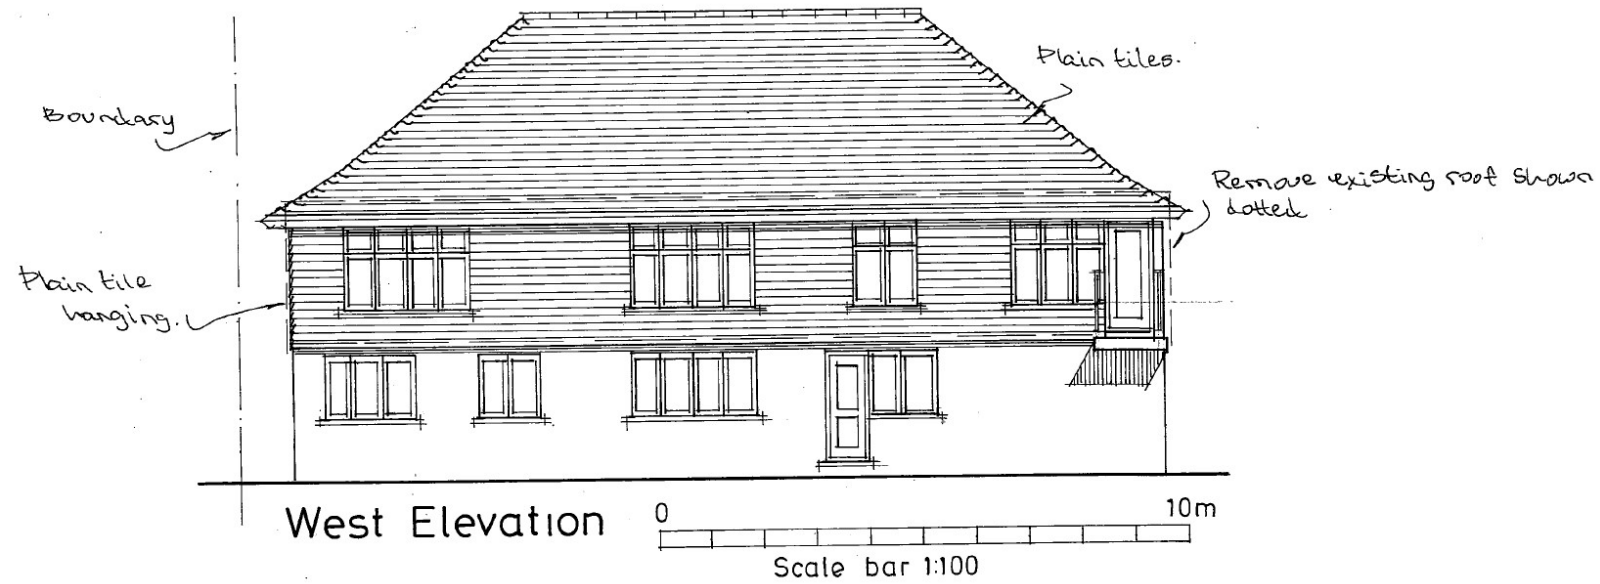 Plain tiles.
Boundary
Remove existing roof shown
dotted
Plain tile
hanging.
West Elevation
0
10m
Scale bar 1:100